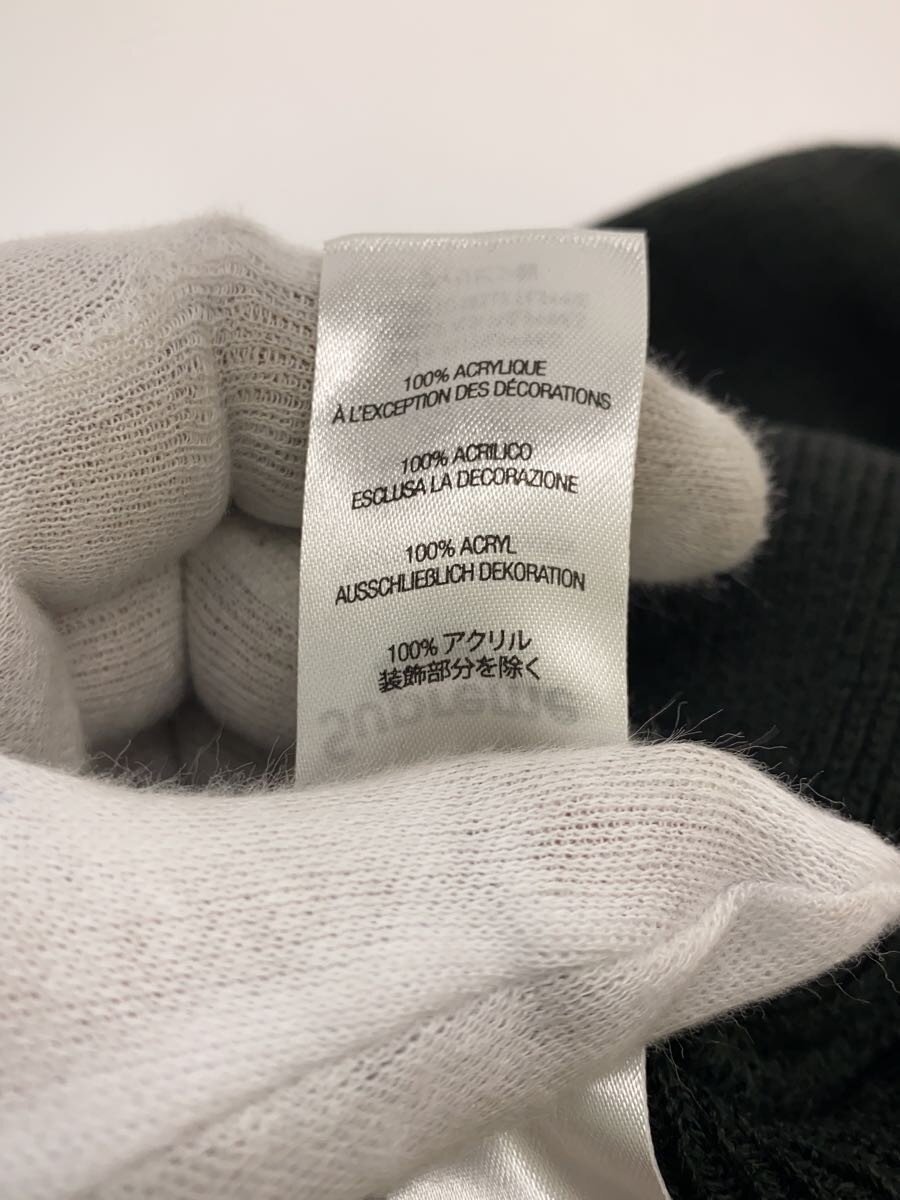 100% ACRYLIQUE
À L'EXCEPTION DES DÉCORATIONS
100% ACRILICO
ESCLUSA LA DECORAZIONE
100% ACRYL
AUSSCHLIEßLICH DEKORATION
100% アクリル
装飾部分を除く
Supreme